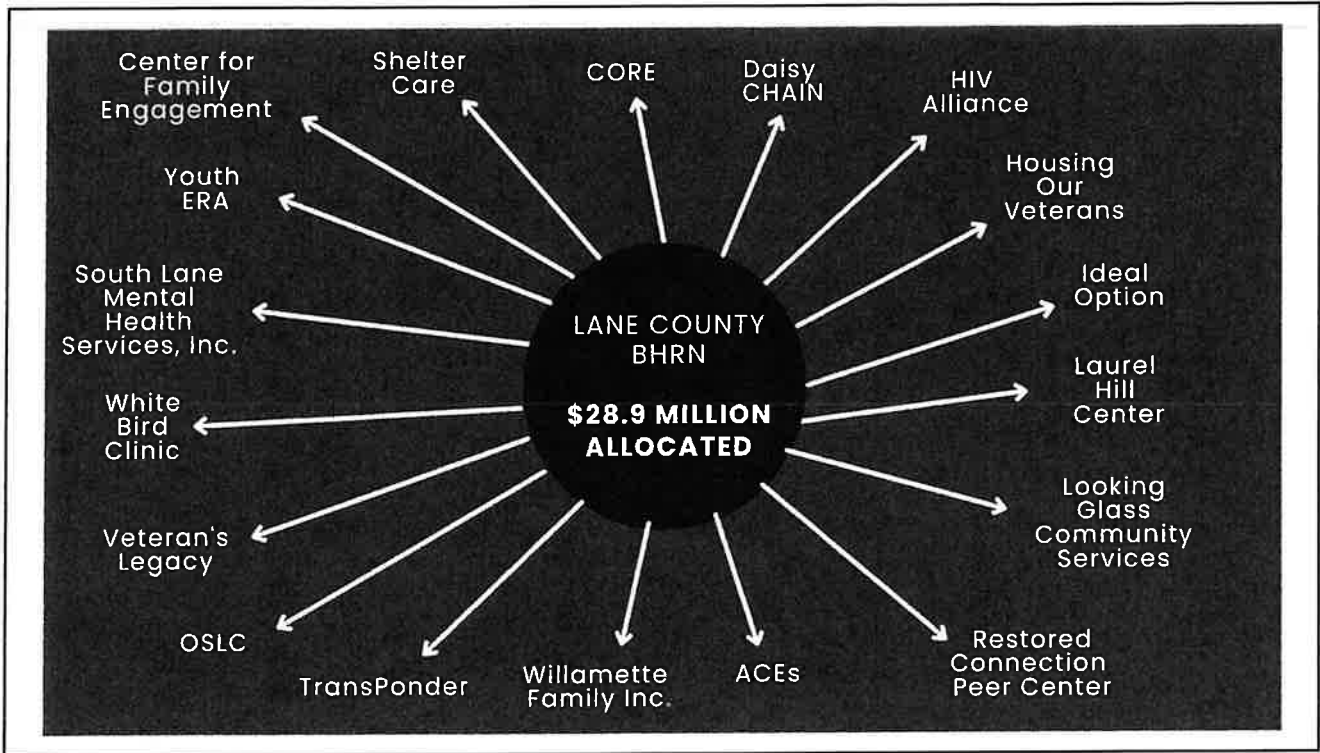 Center for
Family
Engagement
Shelter
Care
CORE
Daisy
CHAIN
HIV
Alliance
Youth
ERA
Housing
Our
Veterans
South Lane
Mental
Health
Services, Inc.
LANE COUNTY
BHRN
$28.9 MILLION
ALLOCATED
Ideal
Option
White
Bird
Clinic
Laurel
Hill
Center
Veteran's
Legacy
Looking
Glass
Community
Services
OSLC
TransPonder
Willamette
Family Inc.
ACEs
Restored
Connection
Peer Center